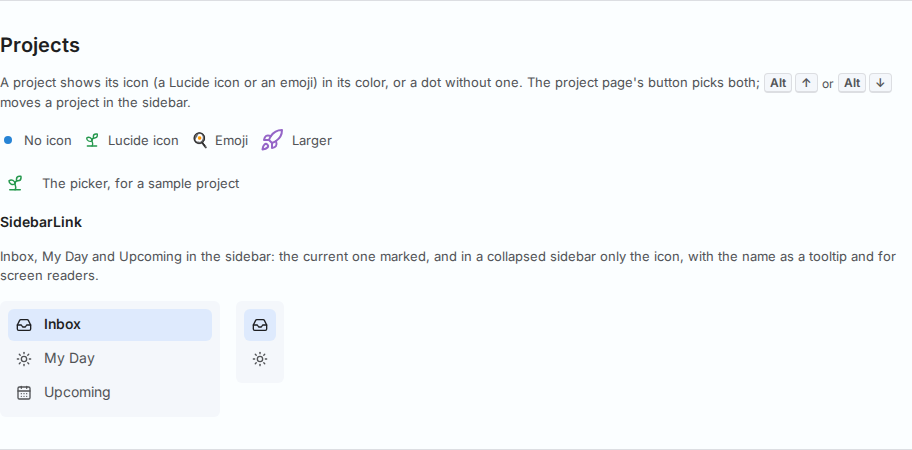 Projects
A project shows its icon (a Lucide icon or an emoji) in its color, or a dot without one. The project page's button picks both; Alt ↑ or Alt ↓
moves a project in the sidebar.
No icon Lucide icon Emoji Larger
The picker, for a sample project
SidebarLink
Inbox, My Day and Upcoming in the sidebar: the current one marked, and in a collapsed sidebar only the icon, with the name as a tooltip and for
screen readers.
Inbox
My Day
Upcoming